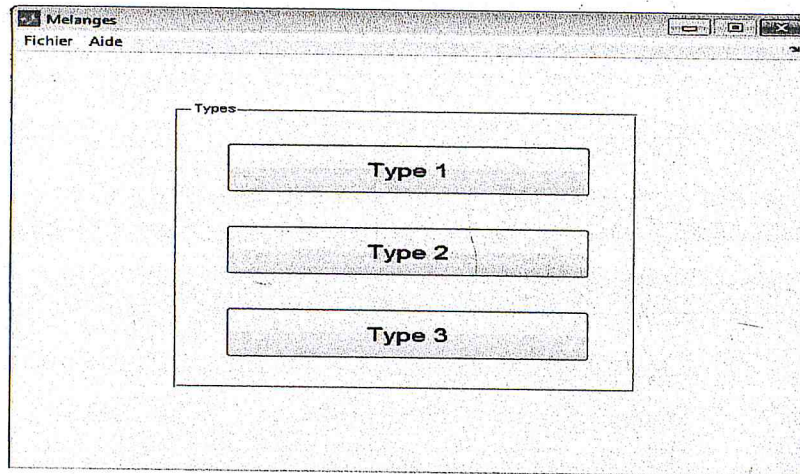 Melanges
Fichier Aide
Types
Type 1
Type 2
Type 3